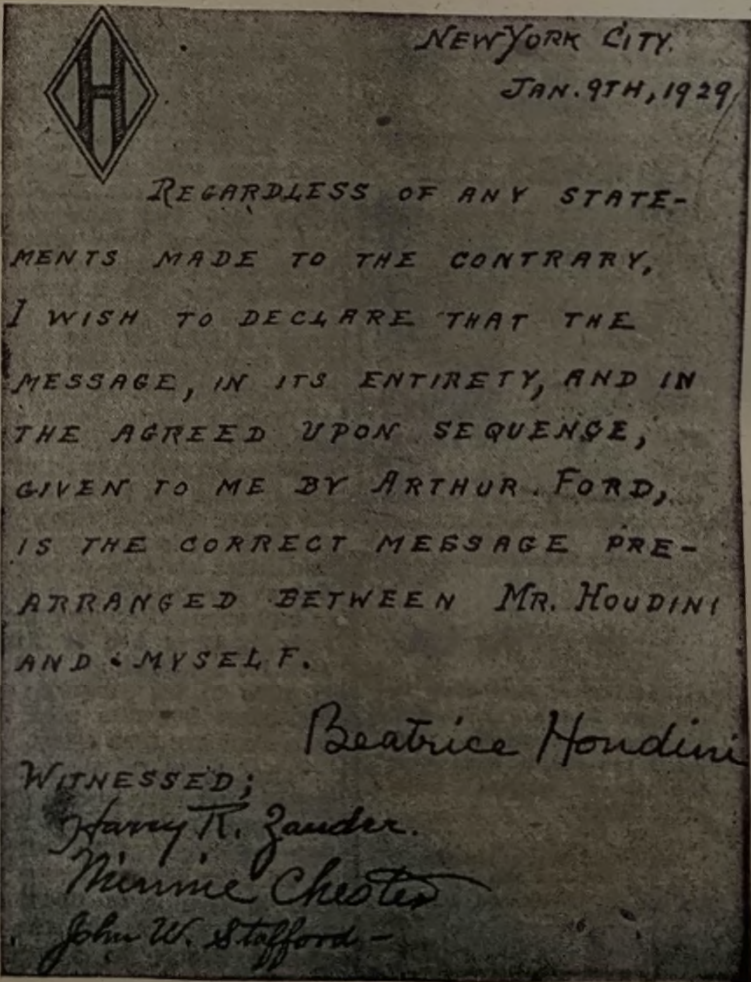 H
NEW YORK CITY.
JAN. 9TH, 1929
REGARDLESS OF ANY STATE-
MENTS MADE TO THE CONTRARY,
I WISH TO DECLARE THAT THE
MESSAGE, IN ITS ENTIRETY, AND IN
THE AGREED UPON SEQUENCE,
GIVEN TO ME BY ARTHUR FORD,
IS THE CORRECT MESSAGE PRE-
ARRANGED BETWEEN MR. HOUDINI
AND MYSELF.
Beatrice Houdini
WITNESSED;
Harry R. Zander.
Minnie Chester
John W. Stafford-